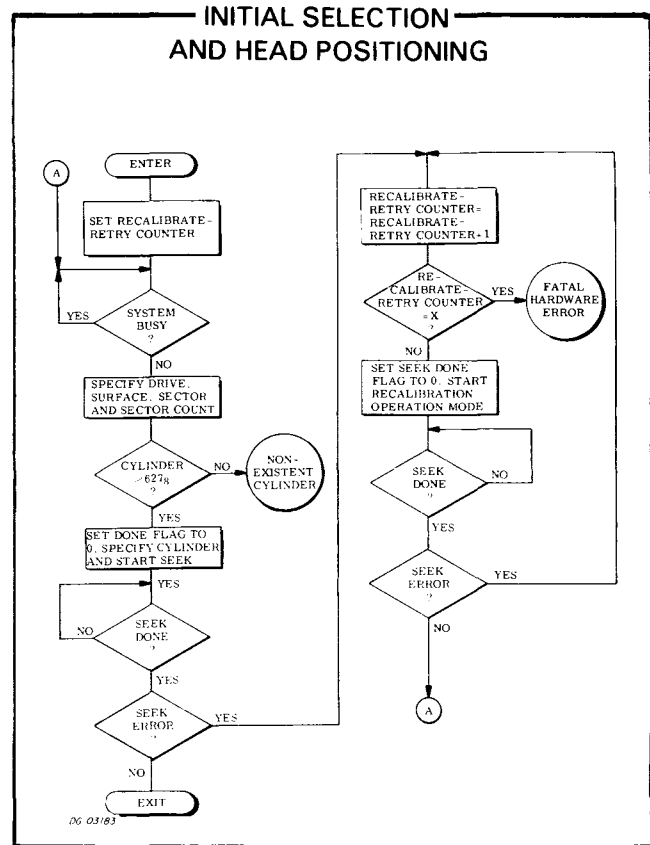 INITIAL SELECTION
AND HEAD POSITIONING
A
ENTER
SET RECALIBRATE-
RETRY COUNTER
YES
SYSTEM
BUSY
?
NO
SPECIFY DRIVE,
SURFACE, SECTOR
AND SECTOR COUNT
CYLINDER
>627₈
?
NO
NON-
EXISTENT
CYLINDER
YES
SET DONE FLAG TO
0. SPECIFY CYLINDER
AND START SEEK
YES
NO
SEEK
DONE
?
YES
SEEK
ERROR
?
YES
NO
EXIT
RECALIBRATE-
RETRY COUNTER=
RECALIBRATE-
RETRY COUNTER+1
RE-
CALIBRATE-
RETRY COUNTER
=X
?
YES
FATAL
HARDWARE
ERROR
NO
SET SEEK DONE
FLAG TO 0. START
RECALIBRATION
OPERATION MODE
SEEK
DONE
?
NO
YES
SEEK
ERROR
?
YES
NO
A
DG 03183